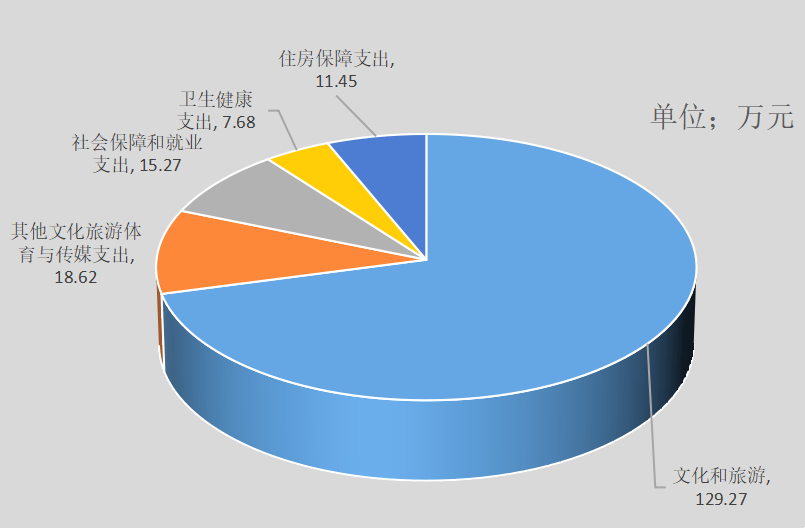 住房保障支出,
11.45
卫生健康
支出, 7.68
单位；万元
社会保障和就业
支出, 15.27
其他文化旅游体
育与传媒支出,
18.62
文化和旅游,
129.27